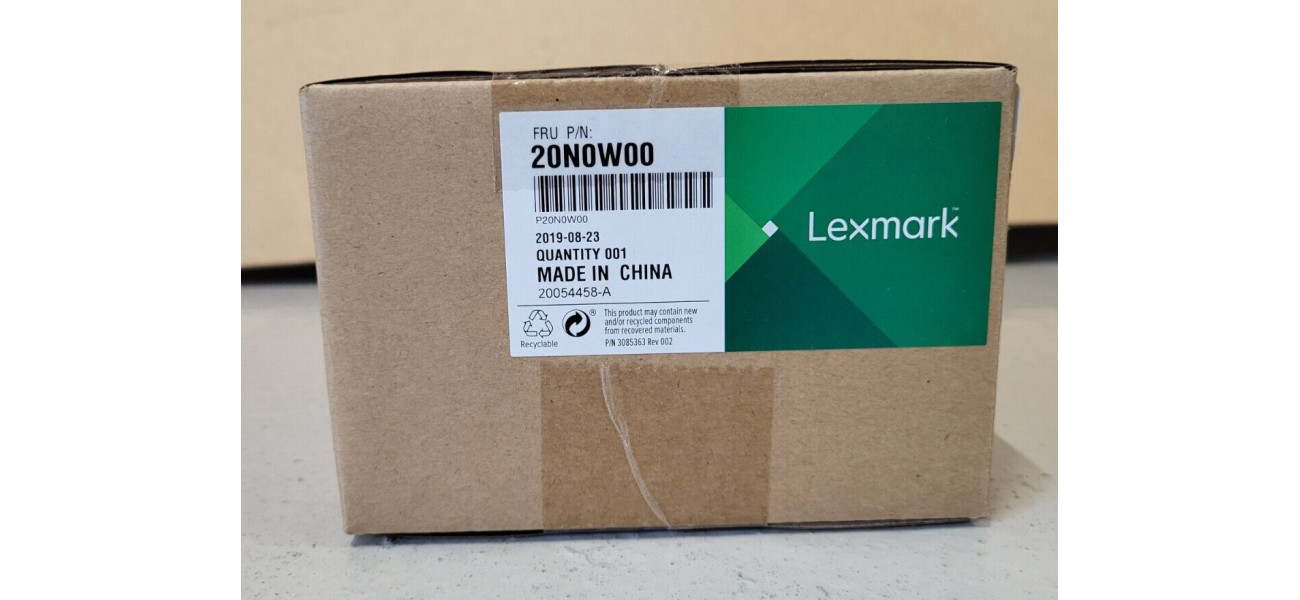 FRU P/N:
20N0W00
P20N0W00
2019-08-23
QUANTITY 001
MADE IN CHINA
20054458-A
Recyclable
®
This product may contain new
and/or recycled components
from recovered materials.
P/N 3085363 Rev 002
Lexmark™